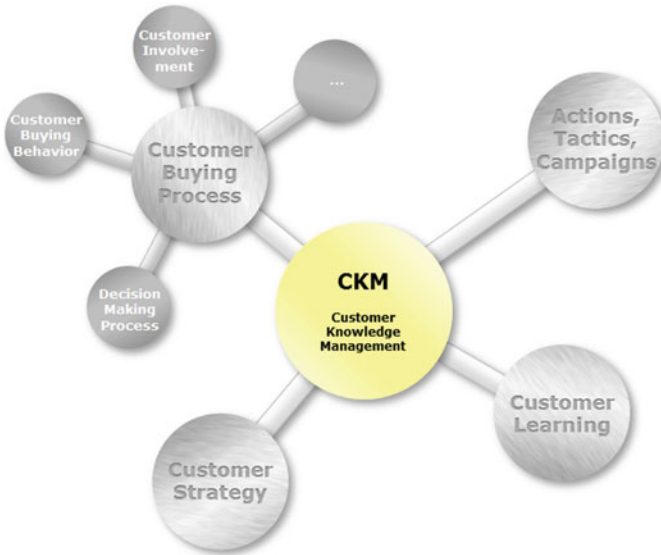 Customer
Involve-
ment
...
Customer
Buying
Behavior
Customer
Buying
Process
Actions,
Tactics,
Campaigns
Decision
Making
Process
CKM
Customer
Knowledge
Management
Customer
Learning
Customer
Strategy